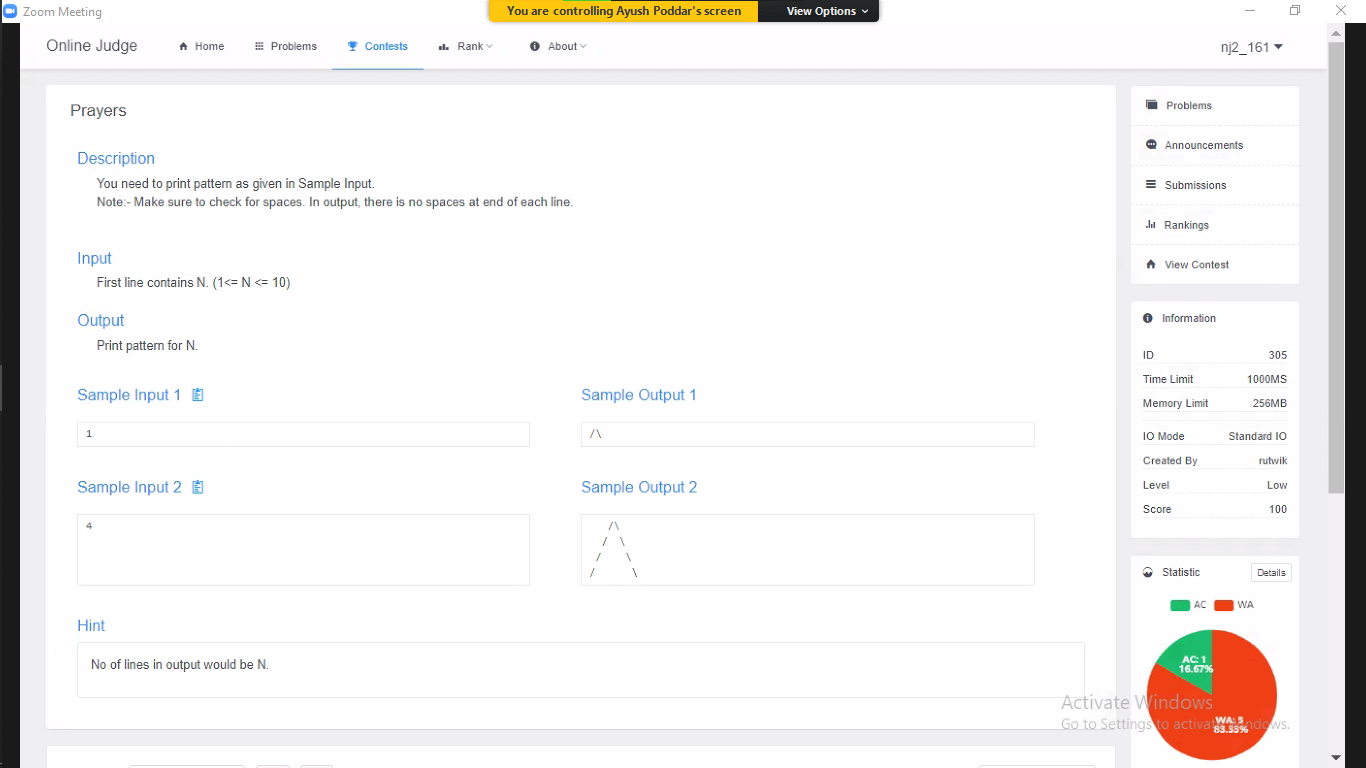 Zoom Meeting
You are controlling Ayush Poddar's screen
View Options
Online Judge
Home
Problems
Contests
Rank
About
nj2_161
Prayers
Description
You need to print pattern as given in Sample Input.
Note:- Make sure to check for spaces. In output, there is no spaces at end of each line.
Input
First line contains N. (1<= N <= 10)
Output
Print pattern for N.
Sample Input 1
Sample Output 1
1
/\
Sample Input 2
Sample Output 2
4
   /\
  /  \
 /    \
/      \
Hint
No of lines in output would be N.
Problems
Announcements
Submissions
Rankings
View Contest
Information
ID 305
Time Limit 1000MS
Memory Limit 256MB
IO Mode Standard IO
Created By rutwik
Level Low
Score 100
Statistic Details
AC WA
AC: 1
16.67%
WA: 5
83.33%
Activate Windows
Go to Settings to activate Windows.